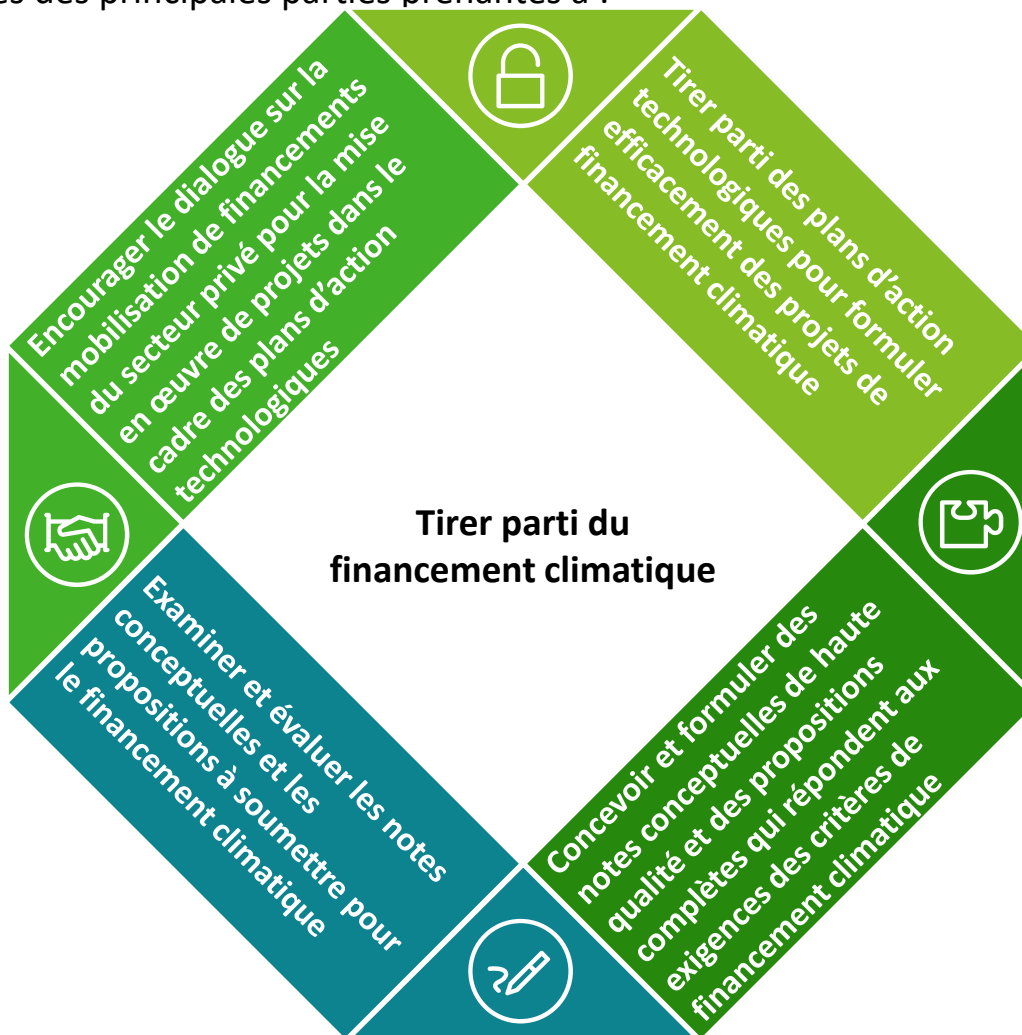 des principales parties prenantes à :
Encourager le dialogue sur la
mobilisation de financements
du secteur privé pour la mise
en œuvre de projets dans le
cadre des plans d’action
technologiques
Tirer parti des plans d’action
technologiques pour formuler
efficacement des projets de
financement climatique
Tirer parti du
financement climatique
Examiner et évaluer les notes
conceptuelles et les
propositions à soumettre pour
le financement climatique
Concevoir et formuler des
notes conceptuelles de haute
qualité et des propositions
complètes qui répondent aux
exigences des critères de
financement climatique